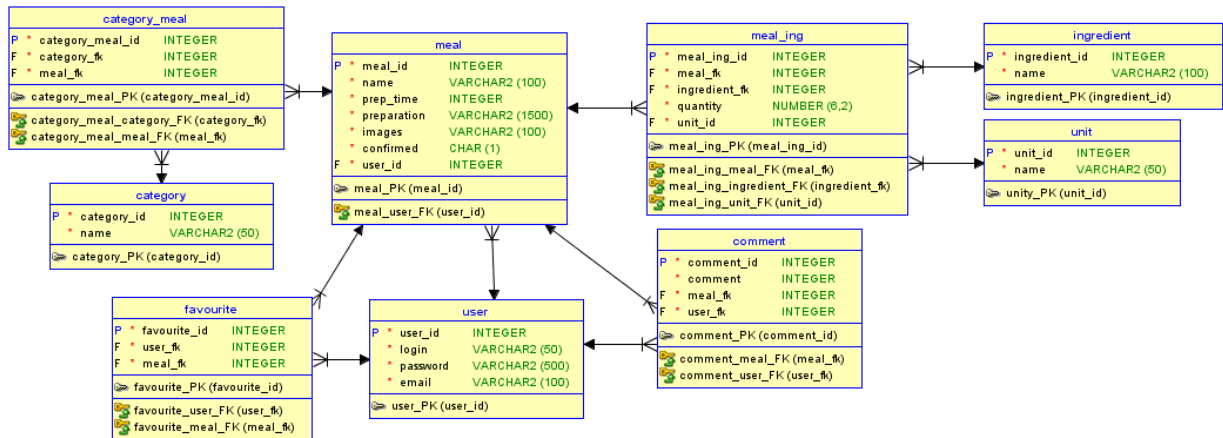 category_meal
P * category_meal_id INTEGER
F * category_fk INTEGER
F * meal_fk INTEGER
category_meal_PK (category_meal_id)
category_meal_category_FK (category_fk)
category_meal_meal_FK (meal_fk)
category
P * category_id INTEGER
* name VARCHAR2 (50)
category_PK (category_id)
meal
P * meal_id INTEGER
* name VARCHAR2 (100)
* prep_time INTEGER
* preparation VARCHAR2 (1500)
* images VARCHAR2 (100)
* confirmed CHAR (1)
F * user_id INTEGER
meal_PK (meal_id)
meal_user_FK (user_id)
meal_ing
P * meal_ing_id INTEGER
F * meal_fk INTEGER
F * ingredient_fk INTEGER
* quantity NUMBER (6,2)
F * unit_id INTEGER
meal_ing_PK (meal_ing_id)
meal_ing_meal_FK (meal_fk)
meal_ing_ingredient_FK (ingredient_fk)
meal_ing_unit_FK (unit_id)
ingredient
P * ingredient_id INTEGER
* name VARCHAR2 (100)
ingredient_PK (ingredient_id)
unit
P * unit_id INTEGER
* name VARCHAR2 (50)
unity_PK (unit_id)
favourite
P * favourite_id INTEGER
F * user_fk INTEGER
F * meal_fk INTEGER
favourite_PK (favourite_id)
favourite_user_FK (user_fk)
favourite_meal_FK (meal_fk)
user
P * user_id INTEGER
* login VARCHAR2 (50)
* password VARCHAR2 (500)
* email VARCHAR2 (100)
user_PK (user_id)
comment
P * comment_id INTEGER
* comment INTEGER
F * meal_fk INTEGER
F * user_fk INTEGER
comment_PK (comment_id)
comment_meal_FK (meal_fk)
comment_user_FK (user_fk)